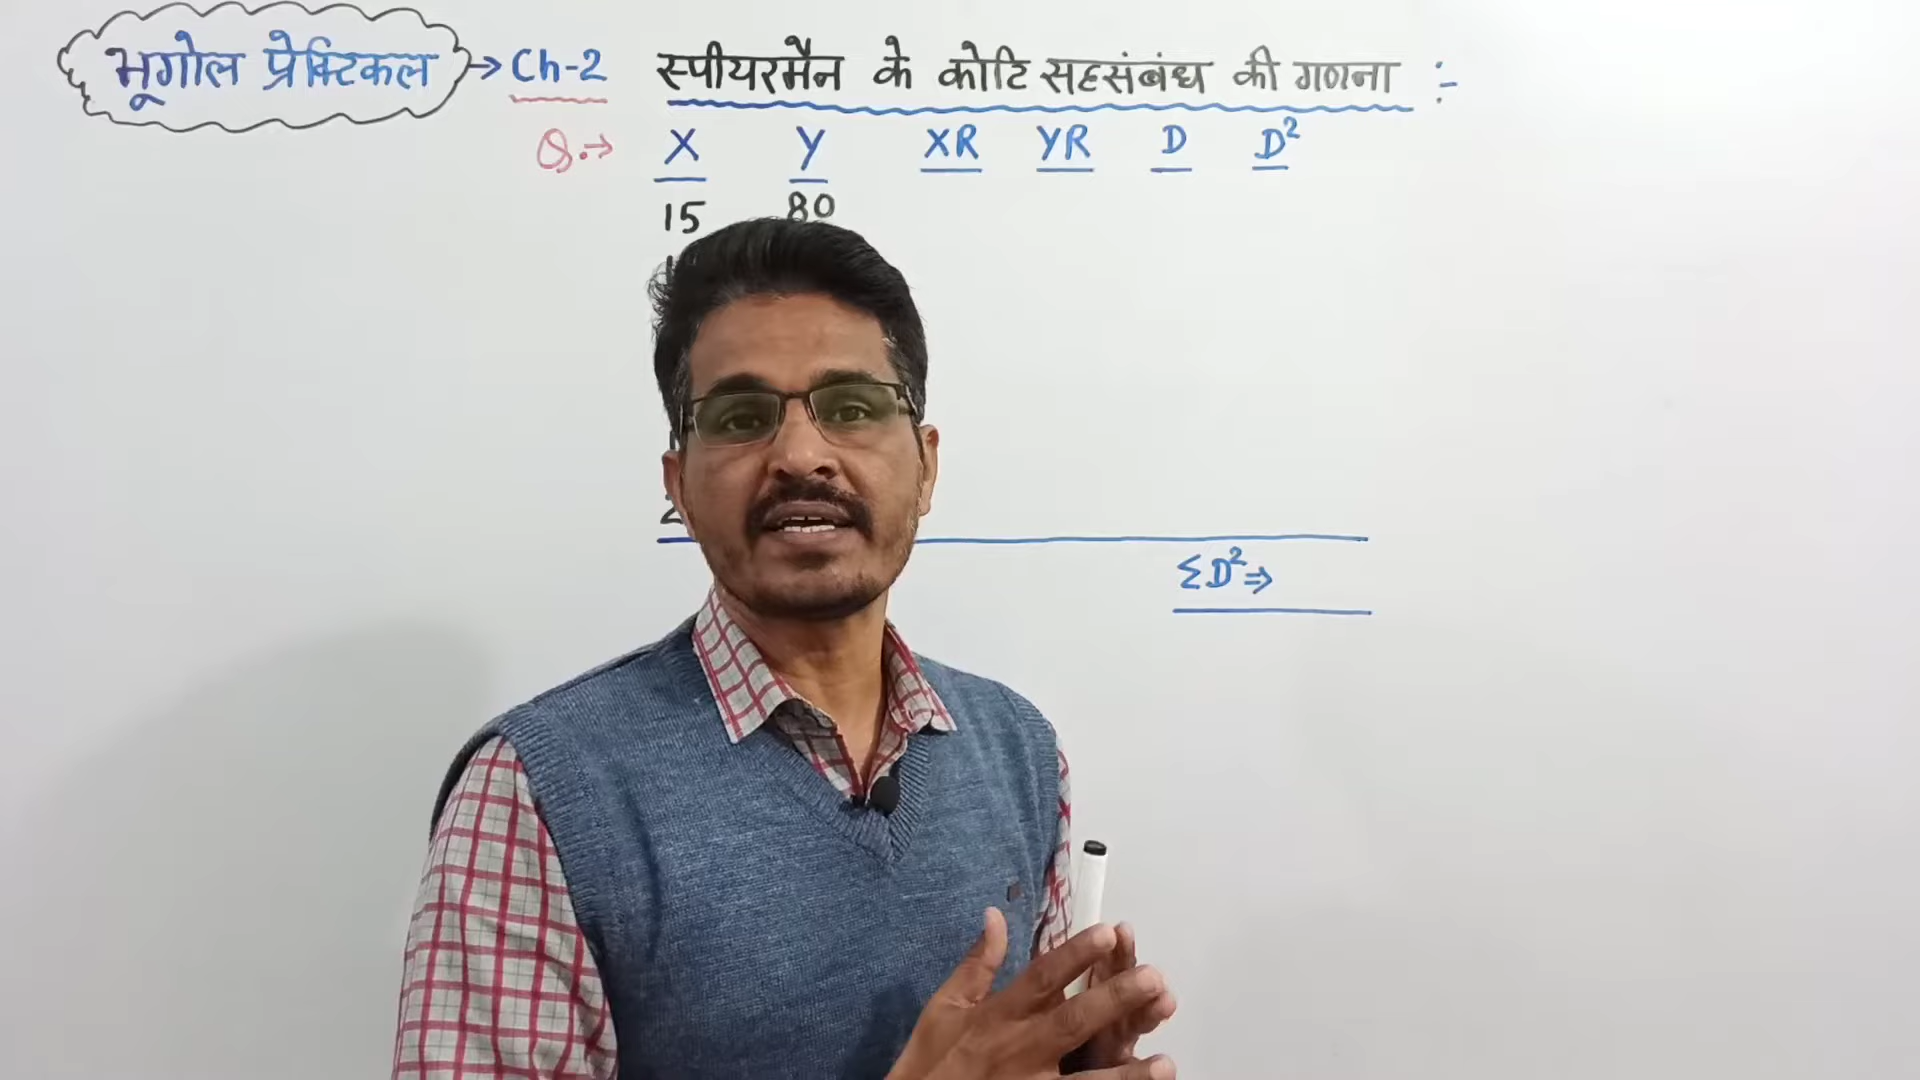 भूगोल प्रेक्टिकल → Ch-2 स्पीयरमैन के कोटि सहसंबंध की गणना :-
Q.→ X Y XR YR D D²
15 80
ΣD² ⇒